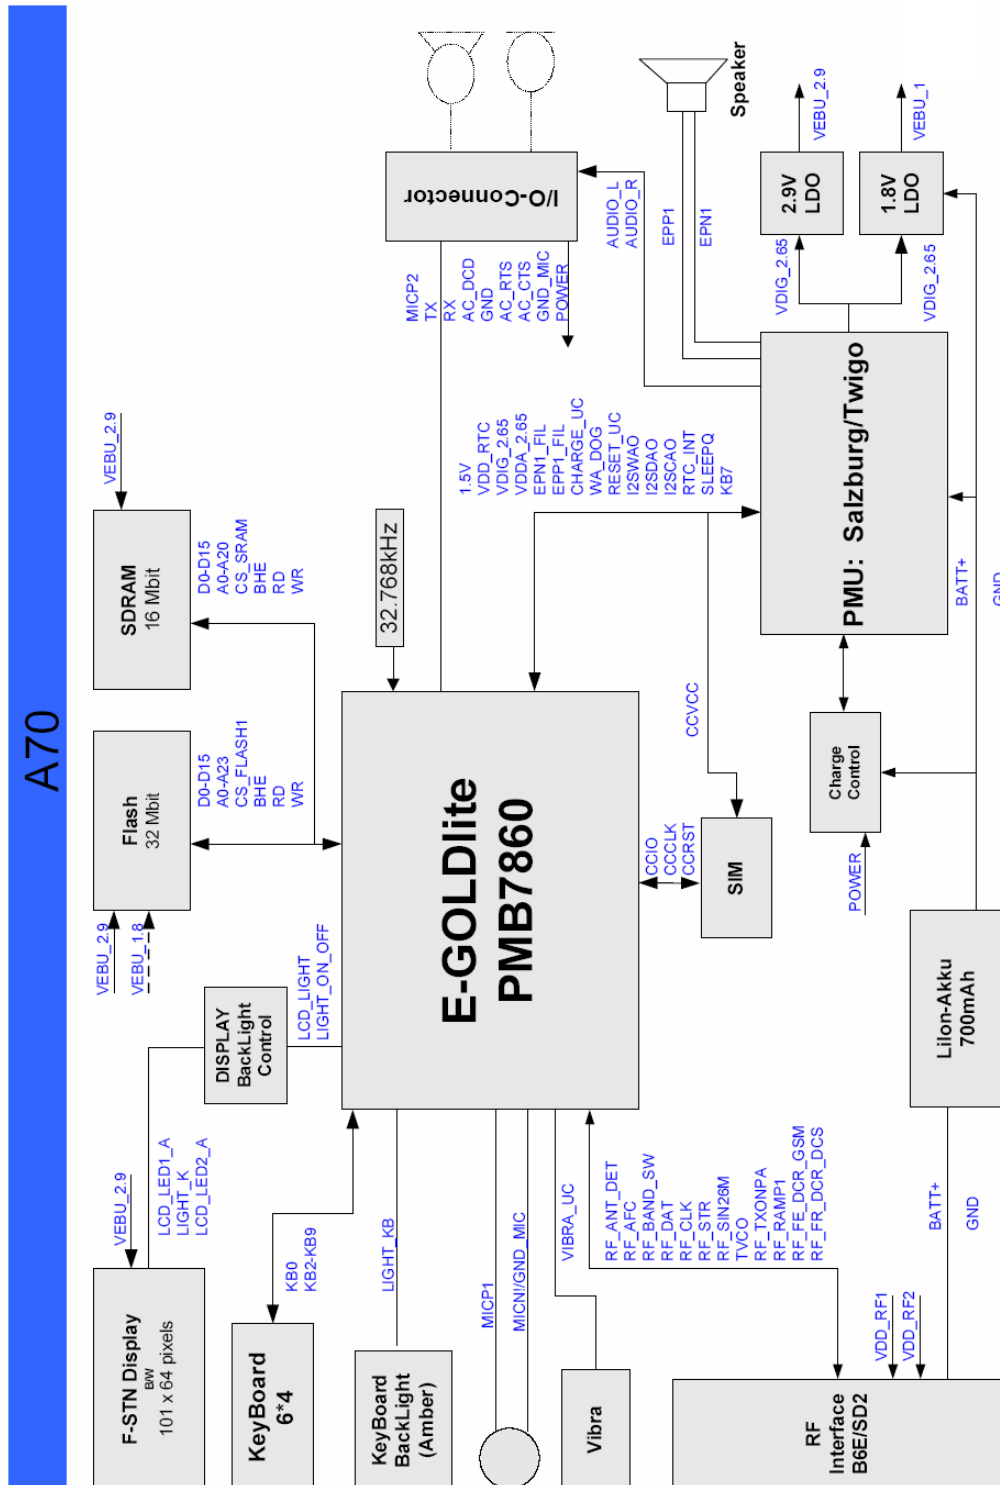 A70
F-STN Display
B/W
101 x 64 pixels
VEBU_2.9
LCD_LED1_A
LIGHT_K
LCD_LED2_A
DISPLAY
BackLight
Control
LCD_LIGHT
LIGHT_ON_OFF
VEBU_2.9
VEBU_1.8
Flash
32 Mbit
D0-D15
A0-A23
CS_FLASH1
BHE
RD
WR
SDRAM
16 Mbit
VEBU_2.9
D0-D15
A0-A20
CS_SRAM
BHE
RD
WR
KeyBoard
6*4
KB0
KB2-KB9
KeyBoard
BackLight
(Amber)
LIGHT_KB
E-GOLDlite
PMB7860
32.768kHz
I/O-Connector
MICP2
TX
RX
AC_DCD
GND
AC_RTS
AC_CTS
GND_MIC
POWER
1.5V
VDD_RTC
VDIG_2.65
VDDA_2.65
EPN1_FIL
EPP1_FIL
CHARGE_UC
WA_DOG
RESET_UC
I2SWAO
I2SDAO
I2SCAO
RTC_INT
SLEEPQ
KB7
AUDIO_L
AUDIO_R
EPP1
EPN1
Speaker
MICP1
MICN!/GND_MIC
Vibra
VIBRA_UC
RF_ANT_DET
RF_AFC
RF_BAND_SW
RF_DAT
RF_CLK
RF_STR
RF_SIN26M
TVCO
RF_TXONPA
RF_RAMP1
RF_FE_DCR_GSM
RF_FR_DCR_DCS
CCIO
CCCLK
CCRST
SIM
CCVCC
PMU: Salzburg/Twigo
VDIG_2.65
VDIG_2.65
2.9V
LDO
VEBU_2.9
1.8V
LDO
VEBU_1
Charge
Control
POWER
RF
Interface
B6E/SD2
VDD_RF1
VDD_RF2
BATT+
GND
LiIon-Akku
700mAh
BATT+
GND